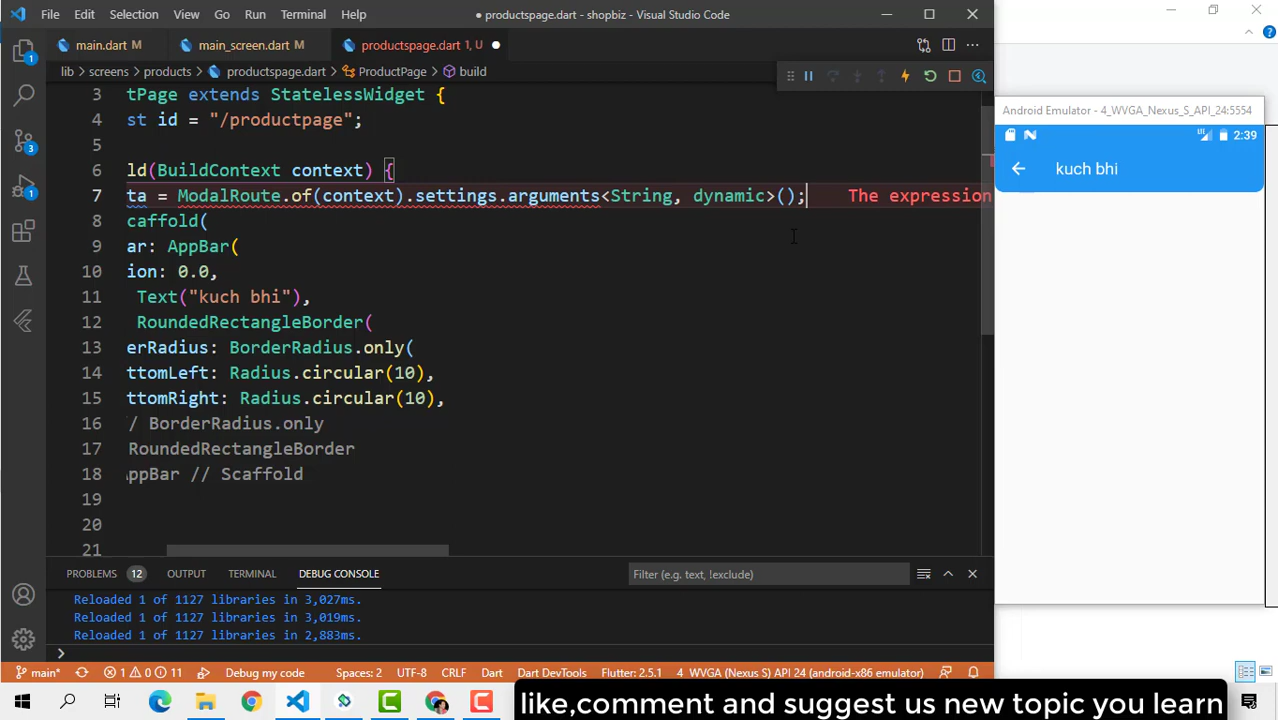 File Edit Selection View Go Run Terminal Help ● productspage.dart - shopbiz - Visual Studio Code
main.dart M main_screen.dart M productspage.dart 1, U
lib > screens > products > productspage.dart > ProductPage > build
3 tPage extends StatelessWidget {
4 st id = "/productpage";
5
6 ld(BuildContext context) {
7 ta = ModalRoute.of(context).settings.arguments<String, dynamic>(); The expression
8 caffold(
9 ar: AppBar(
10 ion: 0.0,
11 Text("kuch bhi"),
12 RoundedRectangleBorder(
13 erRadius: BorderRadius.only(
14 ttomLeft: Radius.circular(10),
15 ttomRight: Radius.circular(10),
16 / BorderRadius.only
17 RoundedRectangleBorder
18 AppBar // Scaffold
19
20
21
1
3
1
PROBLEMS 12 OUTPUT TERMINAL DEBUG CONSOLE Filter (e.g. text, !exclude)
Reloaded 1 of 1127 libraries in 3,027ms.
Reloaded 1 of 1127 libraries in 3,019ms.
Reloaded 1 of 1127 libraries in 2,883ms.
>
main* 1 0 11 Debug my code Spaces: 2 UTF-8 CRLF Dart Dart DevTools Flutter: 2.5.1 4 WVGA (Nexus S) API 24 (android-x86 emulator)
Android Emulator - 4_WVGA_Nexus_S_API_24:5554
2:39
kuch bhi
like,comment and suggest us new topic you learn